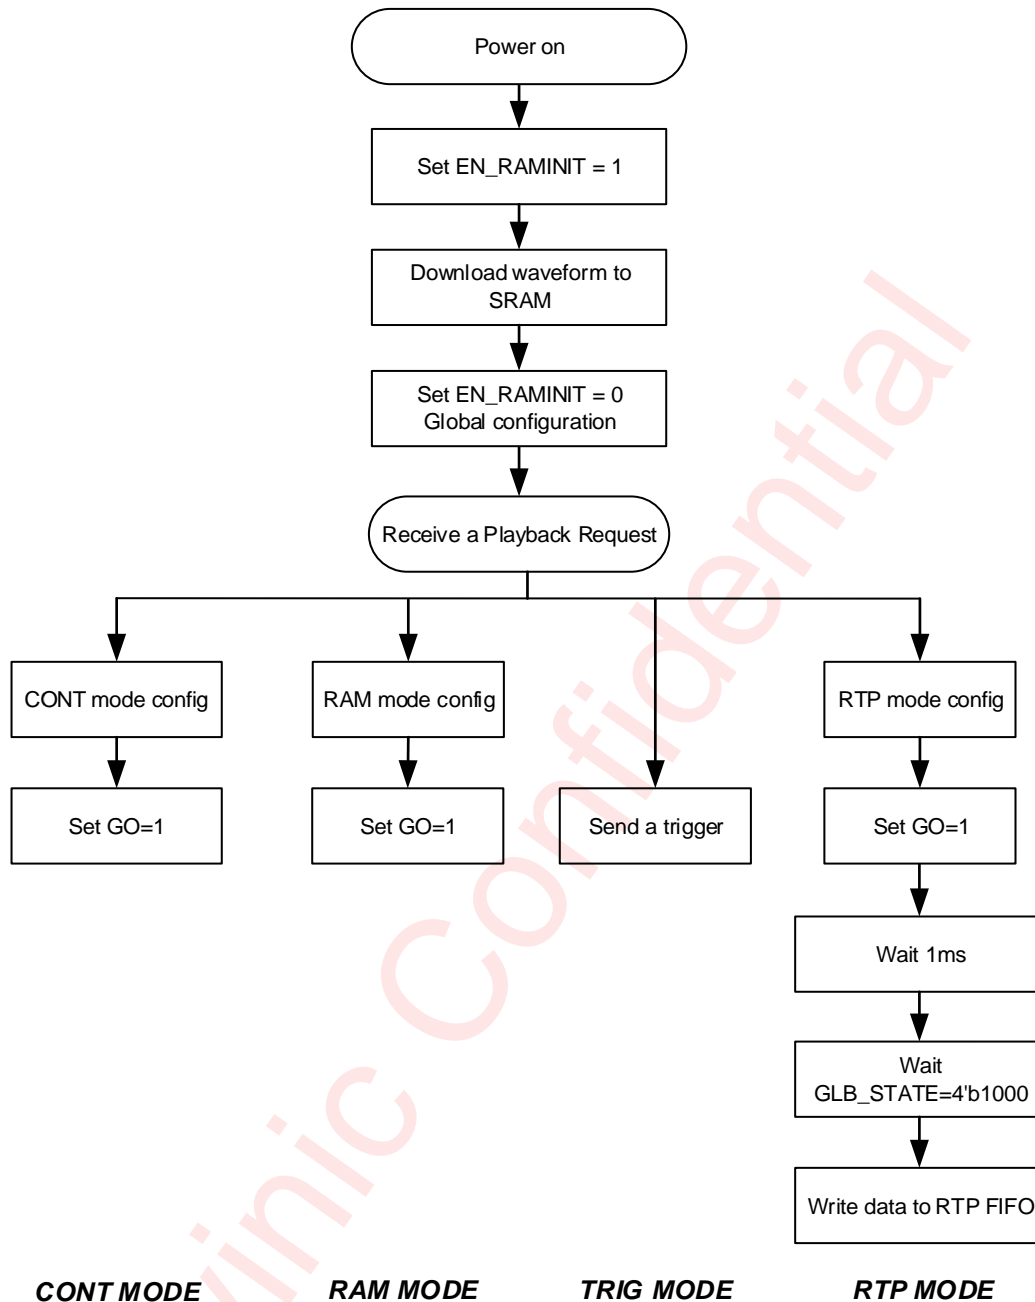 Power on
Set EN_RAMINIT = 1
Download waveform to
SRAM
Set EN_RAMINIT = 0
Global configuration
Receive a Playback Request
CONT mode config
RAM mode config
RTP mode config
Set GO=1
Set GO=1
Send a trigger
Set GO=1
Wait 1ms
Wait
GLB_STATE=4'b1000
Write data to RTP FIFO
CONT MODE
RAM MODE
TRIG MODE
RTP MODE
vinic Confidential